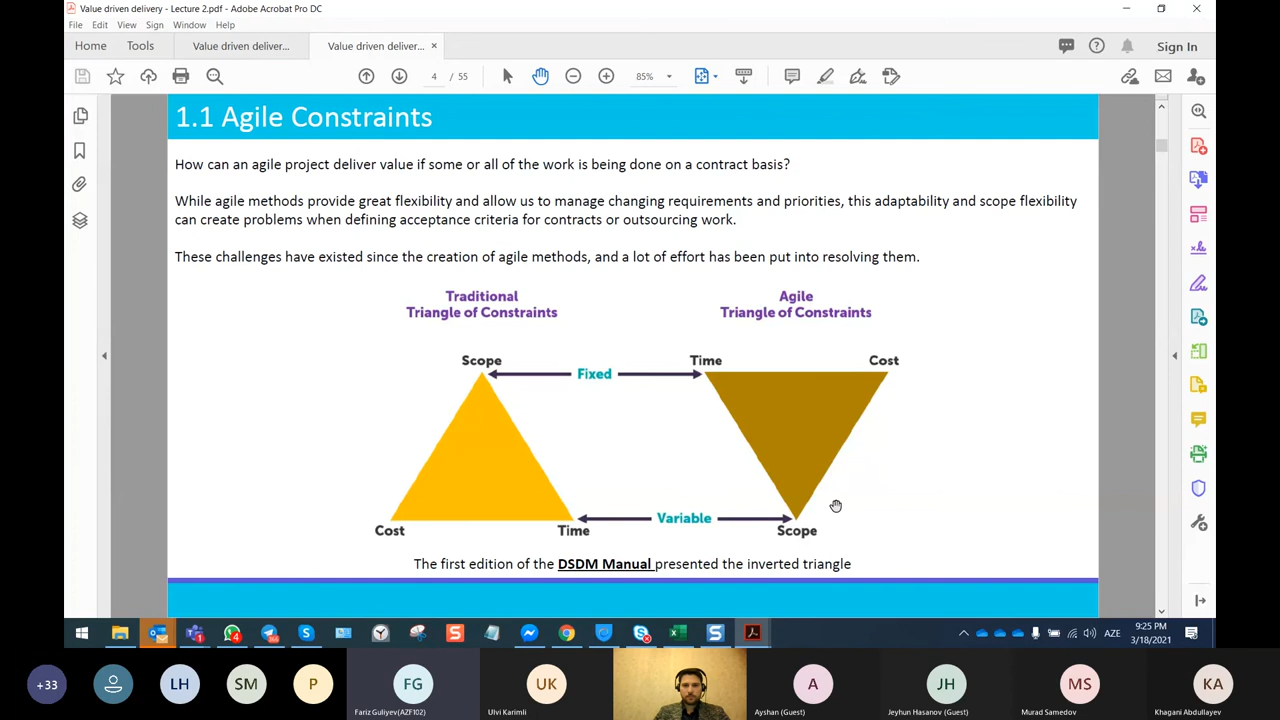 Value driven delivery - Lecture 2.pdf - Adobe Acrobat Pro DC
File Edit View Sign Window Help
Home Tools Value driven deliver... Value driven deliver... × Sign In
4 / 55 85%
1.1 Agile Constraints
How can an agile project deliver value if some or all of the work is being done on a contract basis?
While agile methods provide great flexibility and allow us to manage changing requirements and priorities, this adaptability and scope flexibility
can create problems when defining acceptance criteria for contracts or outsourcing work.
These challenges have existed since the creation of agile methods, and a lot of effort has been put into resolving them.
Traditional
Triangle of Constraints
Agile
Triangle of Constraints
Scope
Fixed
Time
Cost
Cost
Time
Variable
Scope
The first edition of the DSDM Manual presented the inverted triangle
AZE
9:25 PM
3/18/2021
+33 LH SM P FG UK A JH MS KA
Fariz Guliyev(AZF102) Ulvi Karimli Ayshan (Guest) Jeyhun Hasanov (Guest) Murad Samedov Khagani Abdullayev